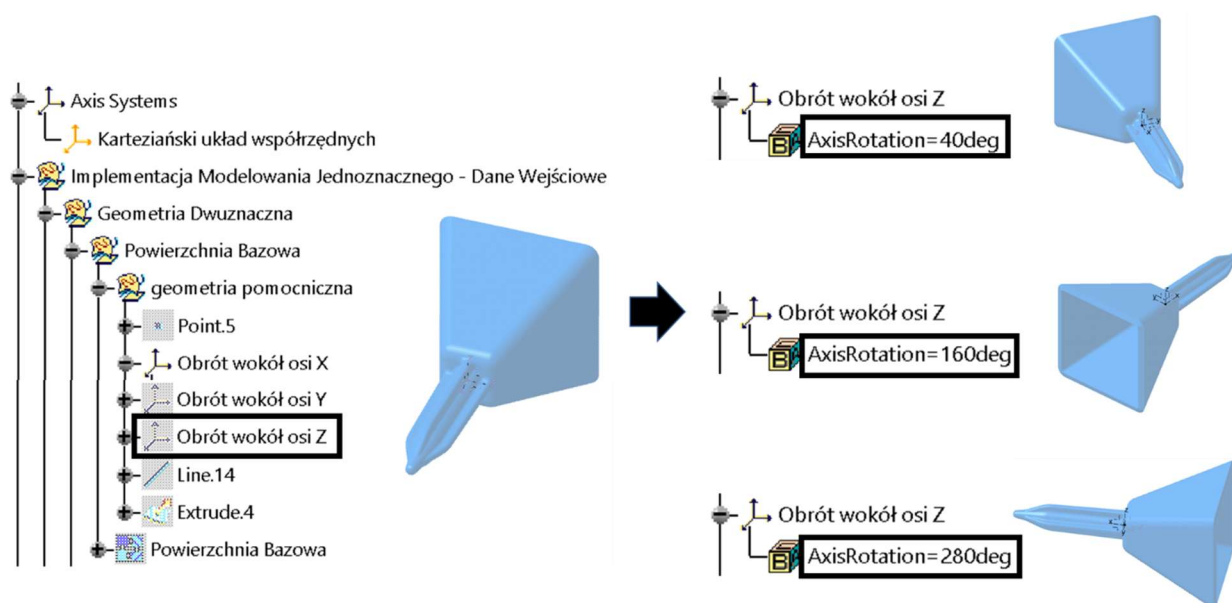 Axis Systems
Karteziański układ współrzędnych
Implementacja Modelowania Jednoznacznego - Dane Wejściowe
Geometria Dwuznaczna
Powierzchnia Bazowa
geometria pomocniczna
Point.5
Obrót wokół osi X
Obrót wokół osi Y
Obrót wokół osi Z
Line.14
Extrude.4
Powierzchnia Bazowa
Obrót wokół osi Z
AxisRotation=40deg
Obrót wokół osi Z
AxisRotation=160deg
Obrót wokół osi Z
AxisRotation=280deg